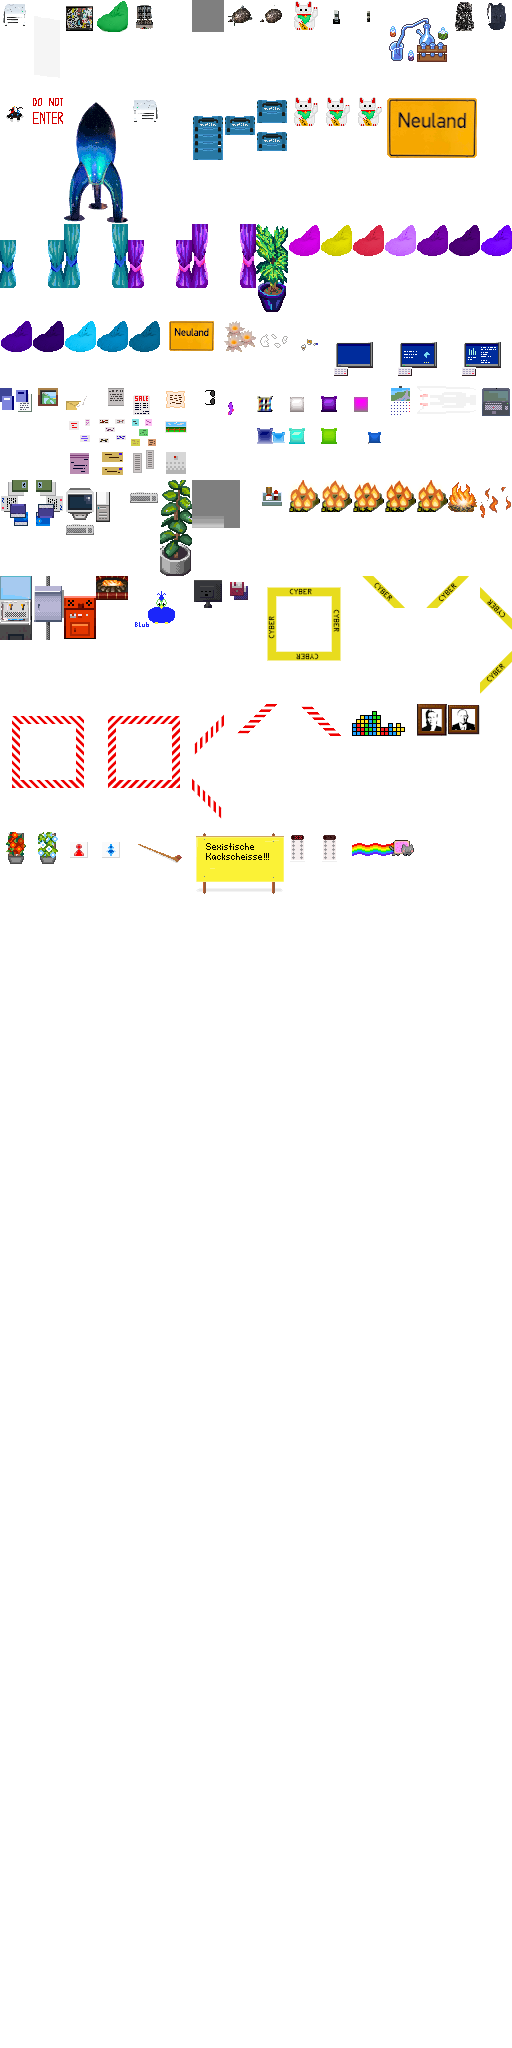 DO NOT
ENTER
Neuland
Neuland
SALE
Blub
CYBER
CYBER
CYBER
CYBER
CYBER
CYBER
CYBER
CYBER
Sexistische
Kackscheisse!!!